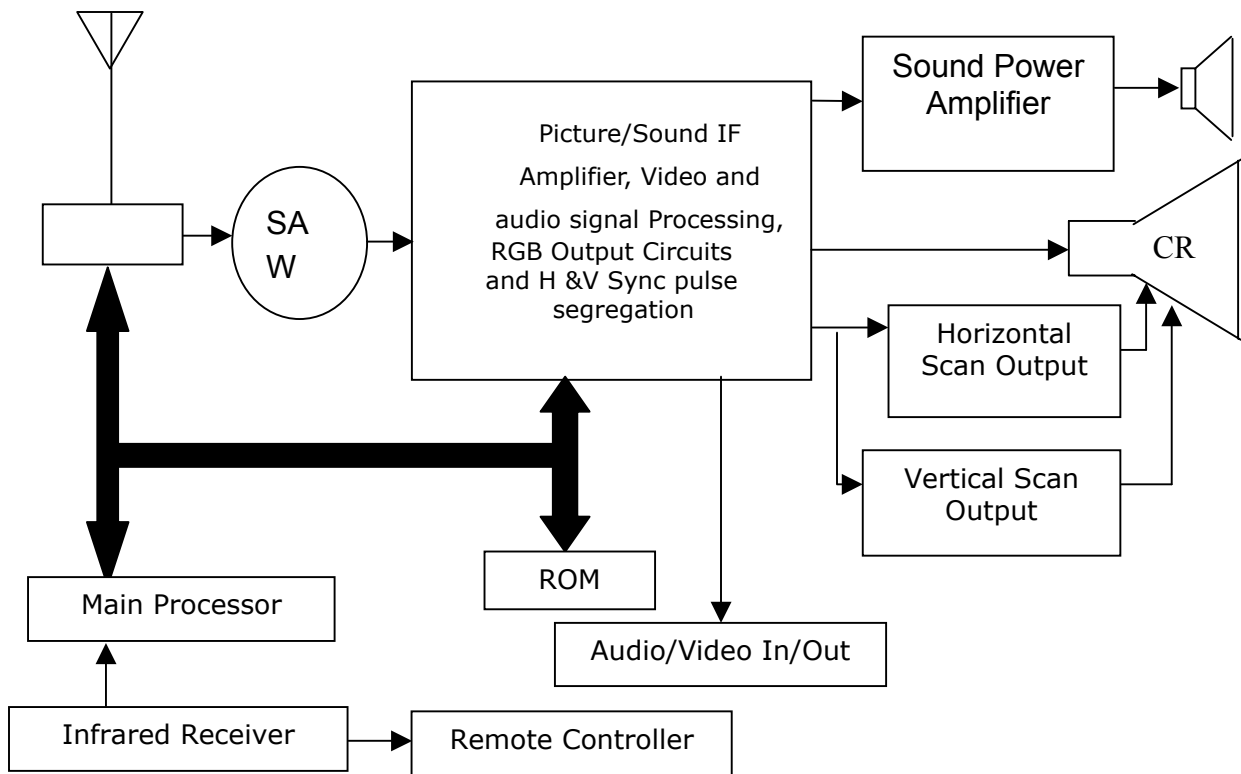 Sound Power
Amplifier
Picture/Sound IF
Amplifier, Video and
audio signal Processing,
RGB Output Circuits
and H &V Sync pulse
segregation
SA
W
CR
Horizontal
Scan Output
Vertical Scan
Output
ROM
Main Processor
Audio/Video In/Out
Infrared Receiver
Remote Controller